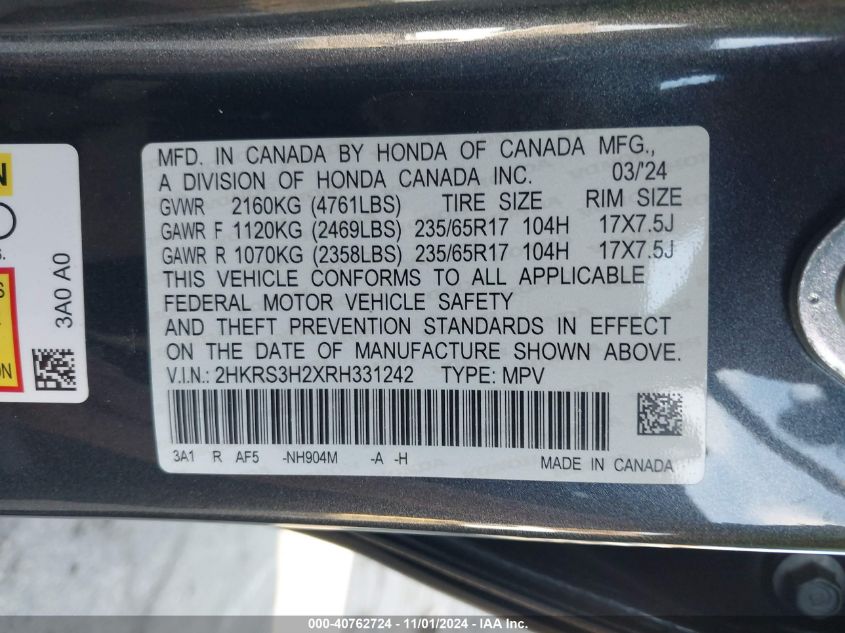 MFD. IN CANADA BY HONDA OF CANADA MFG.,
A DIVISION OF HONDA CANADA INC. 03/'24
GVWR 2160KG (4761LBS) TIRE SIZE RIM SIZE
GAWR F 1120KG (2469LBS) 235/65R17 104H 17X7.5J
GAWR R 1070KG (2358LBS) 235/65R17 104H 17X7.5J
THIS VEHICLE CONFORMS TO ALL APPLICABLE
FEDERAL MOTOR VEHICLE SAFETY
AND THEFT PREVENTION STANDARDS IN EFFECT
ON THE DATE OF MANUFACTURE SHOWN ABOVE.
V.I.N.: 2HKRS3H2XRH331242 TYPE: MPV
3A1 R AF5 -NH904M -A -H MADE IN CANADA
3A0 A0
000-40762724 - 11/01/2024 - IAA Inc.